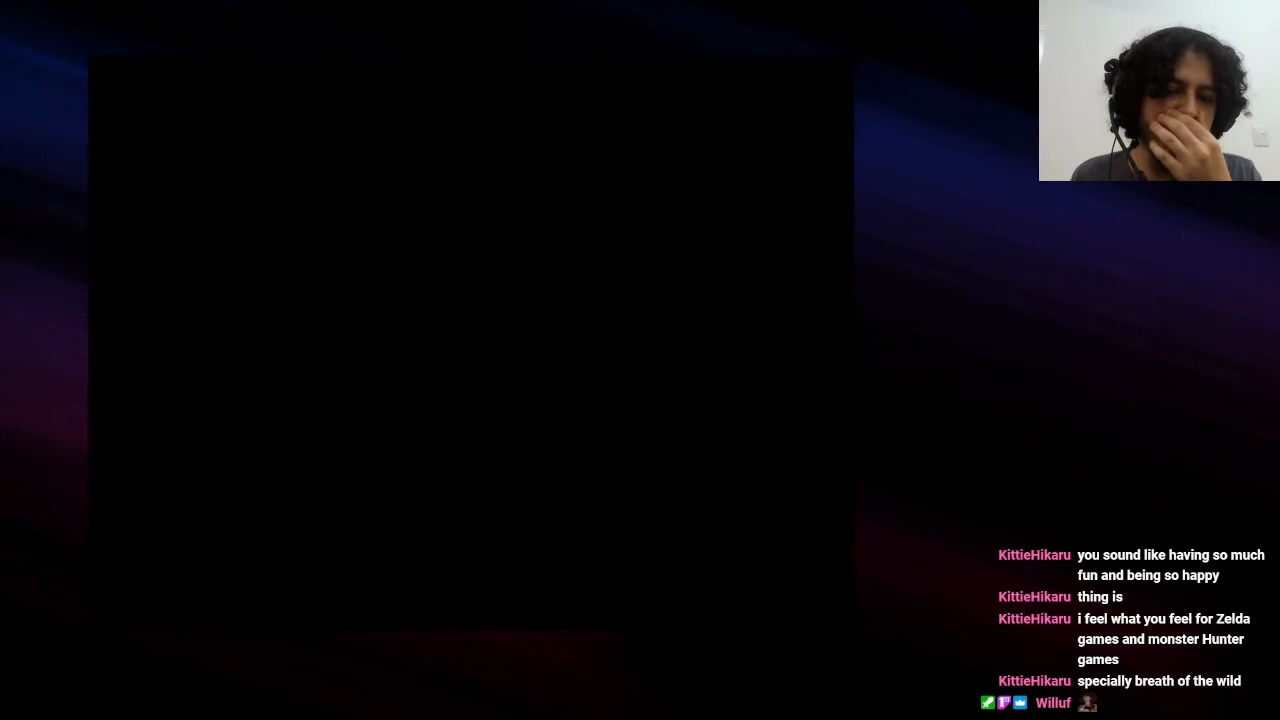 KittieHikaru you sound like having so much
fun and being so happy
KittieHikaru thing is
KittieHikaru i feel what you feel for Zelda
games and monster Hunter
games
KittieHikaru specially breath of the wild
Willuf